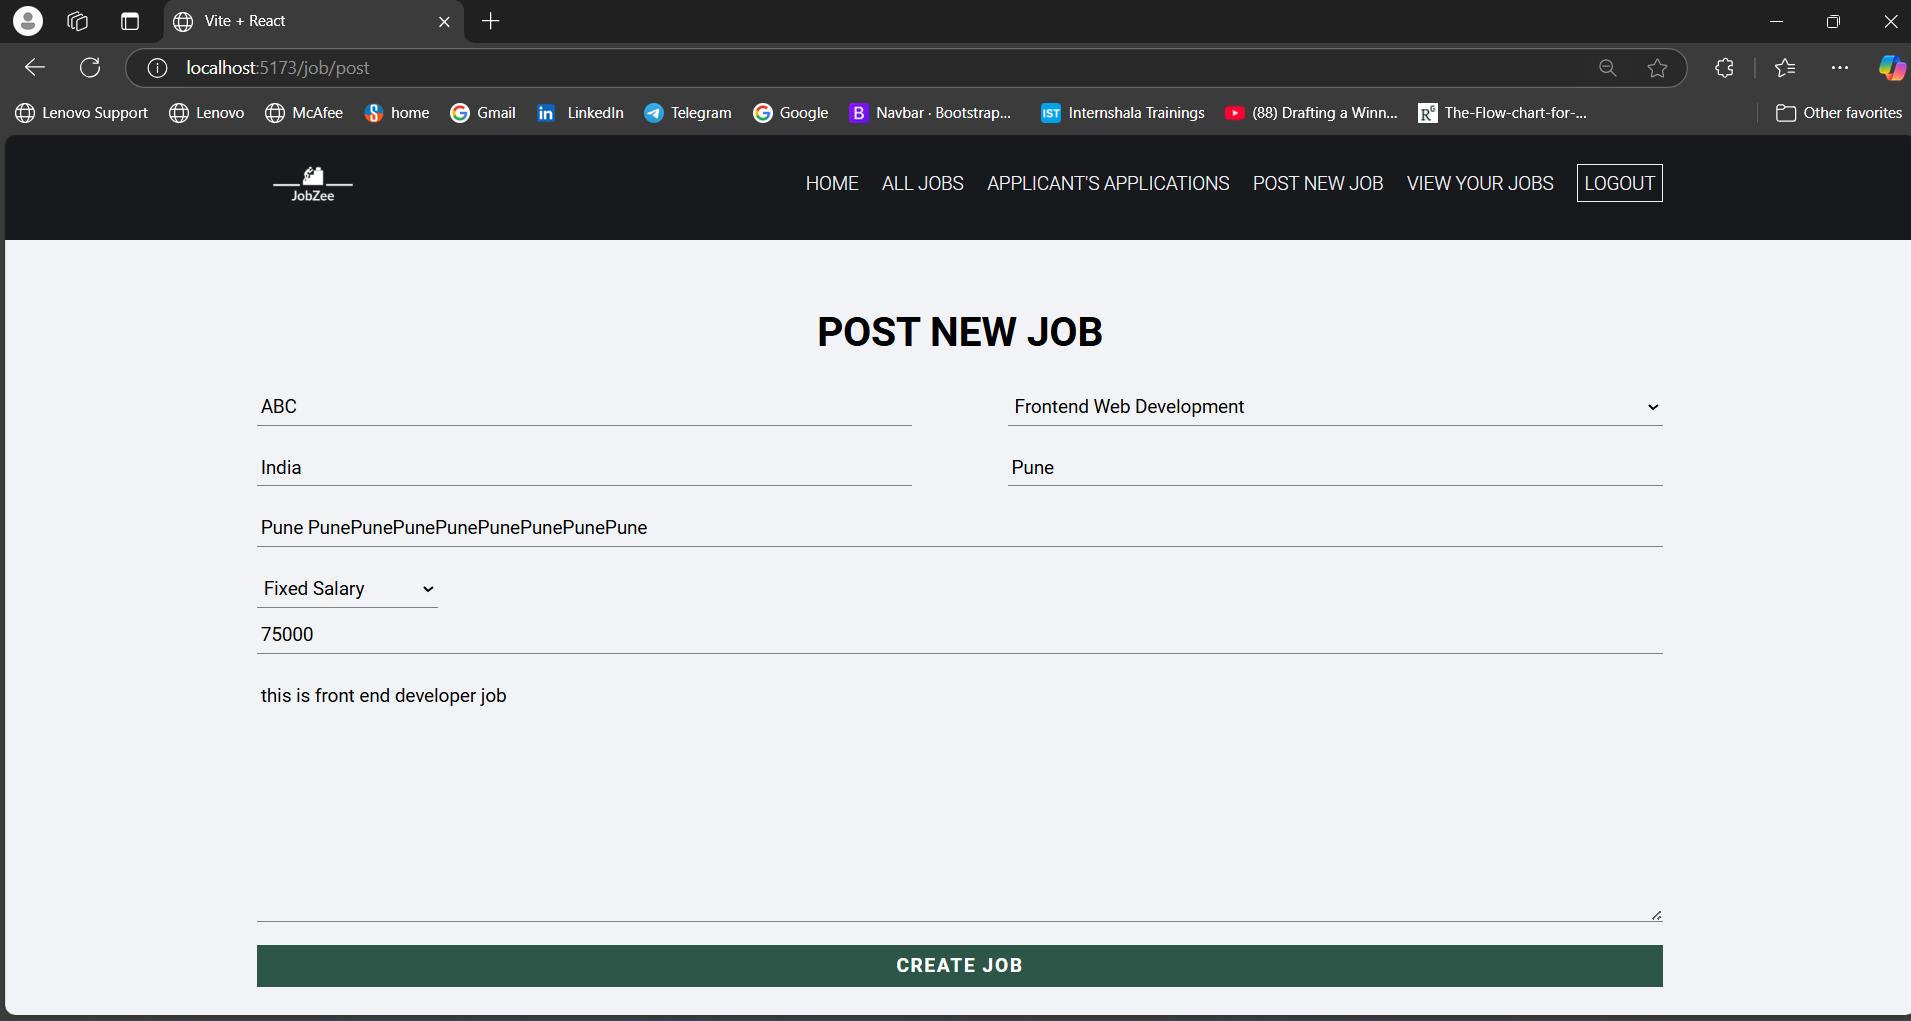 Vite + React
localhost:5173/job/post
Lenovo Support Lenovo McAfee home Gmail LinkedIn Telegram Google Navbar · Bootstrap... Internshala Trainings (88) Drafting a Winn... The-Flow-chart-for-... Other favorites
JobZee
HOME ALL JOBS APPLICANT'S APPLICATIONS POST NEW JOB VIEW YOUR JOBS LOGOUT
POST NEW JOB
ABC Frontend Web Development
India Pune
Pune PunePunePunePunePunePunePunePune
Fixed Salary
75000
this is front end developer job
CREATE JOB